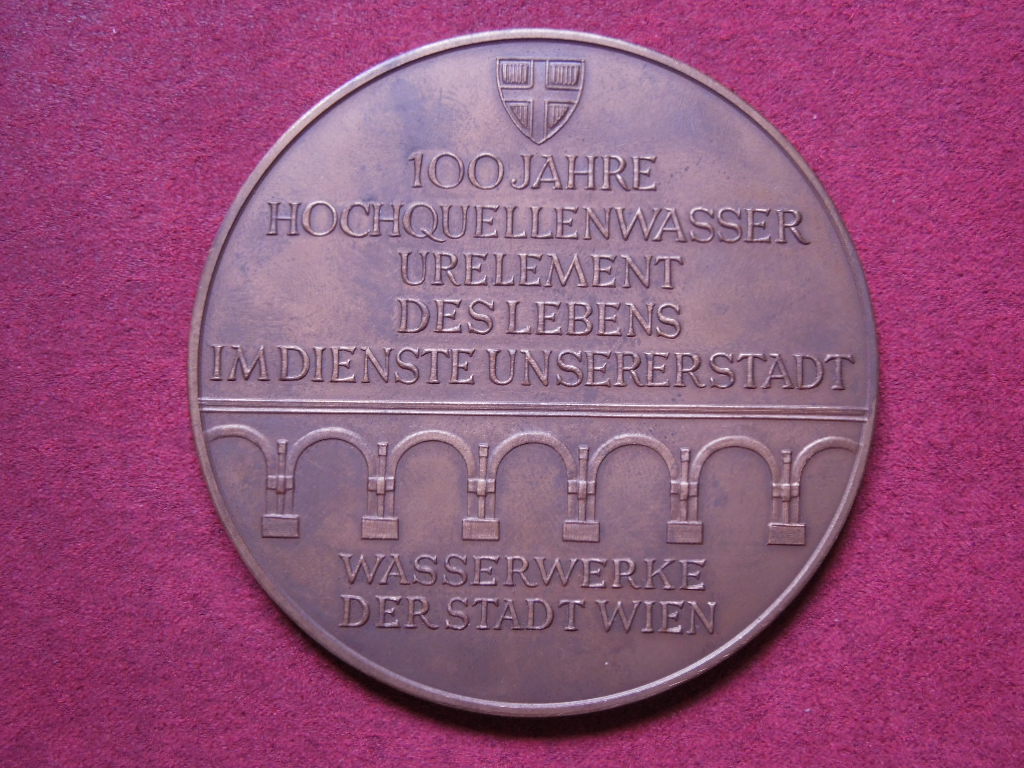 100 JAHRE
HOCHQUELLENWASSER
URELEMENT
DES LEBENS
IM DIENSTE UNSERER STADT
WASSERWERKE
DER STADT WIEN